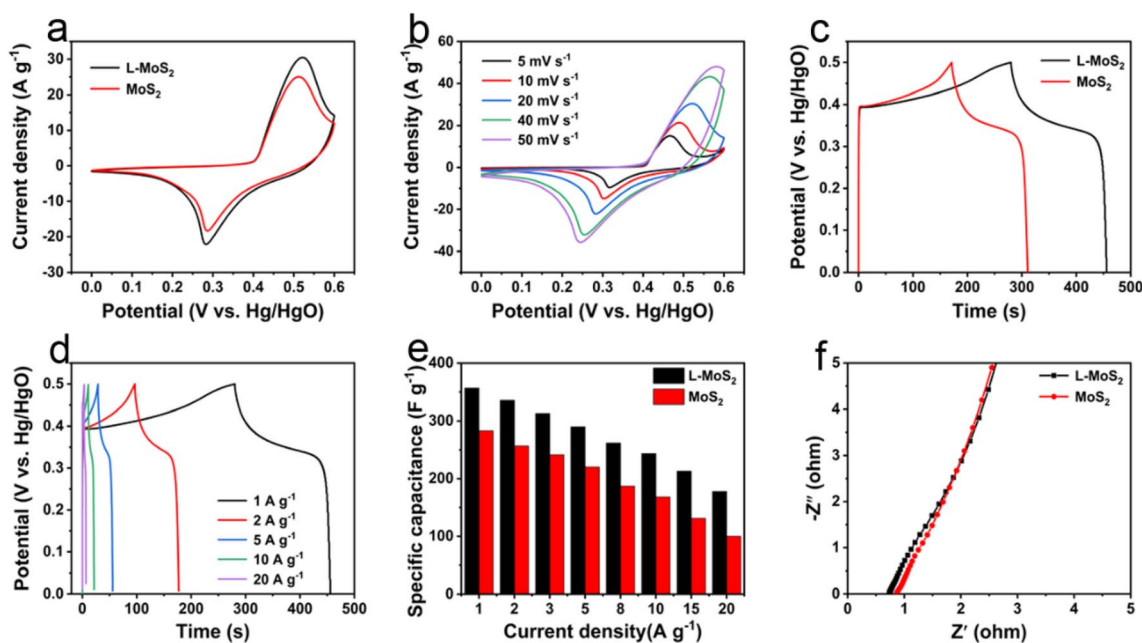 a
L-MoS₂
MoS₂
Current density (A g⁻¹)
30
20
10
0
-10
-20
-30
0.0 0.1 0.2 0.3 0.4 0.5 0.6
Potential (V vs. Hg/HgO)
b
5 mV s⁻¹
10 mV s⁻¹
20 mV s⁻¹
40 mV s⁻¹
50 mV s⁻¹
Current density (A g⁻¹)
60
40
20
0
-20
-40
-60
0.0 0.1 0.2 0.3 0.4 0.5 0.6
Potential (V vs. Hg/HgO)
c
L-MoS₂
MoS₂
Potential (V vs. Hg/HgO)
0.5
0.4
0.3
0.2
0.1
0.0
0 100 200 300 400 500
Time (s)
d
Potential (V vs. Hg/HgO)
0.5
0.4
0.3
0.2
0.1
0.0
1 A g⁻¹
2 A g⁻¹
5 A g⁻¹
10 A g⁻¹
20 A g⁻¹
0 100 200 300 400 500
Time (s)
e
L-MoS₂
MoS₂
Specific capacitance (F g⁻¹)
400
300
200
100
0
1 2 3 5 8 10 15 20
Current density(A g⁻¹)
f
L-MoS₂
MoS₂
-Z″ (ohm)
5
4
3
2
1
0
0 1 2 3 4 5
Z′ (ohm)